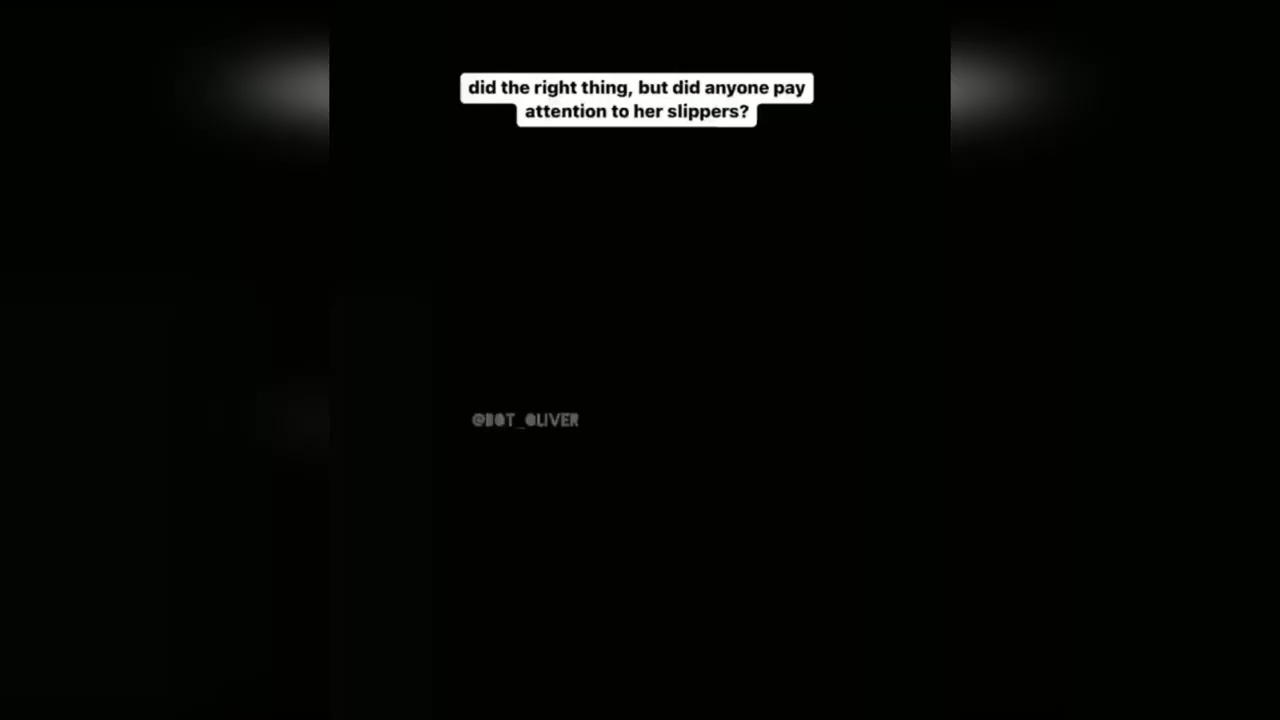 did the right thing, but did anyone pay
attention to her slippers?
@BOT_OLIVER